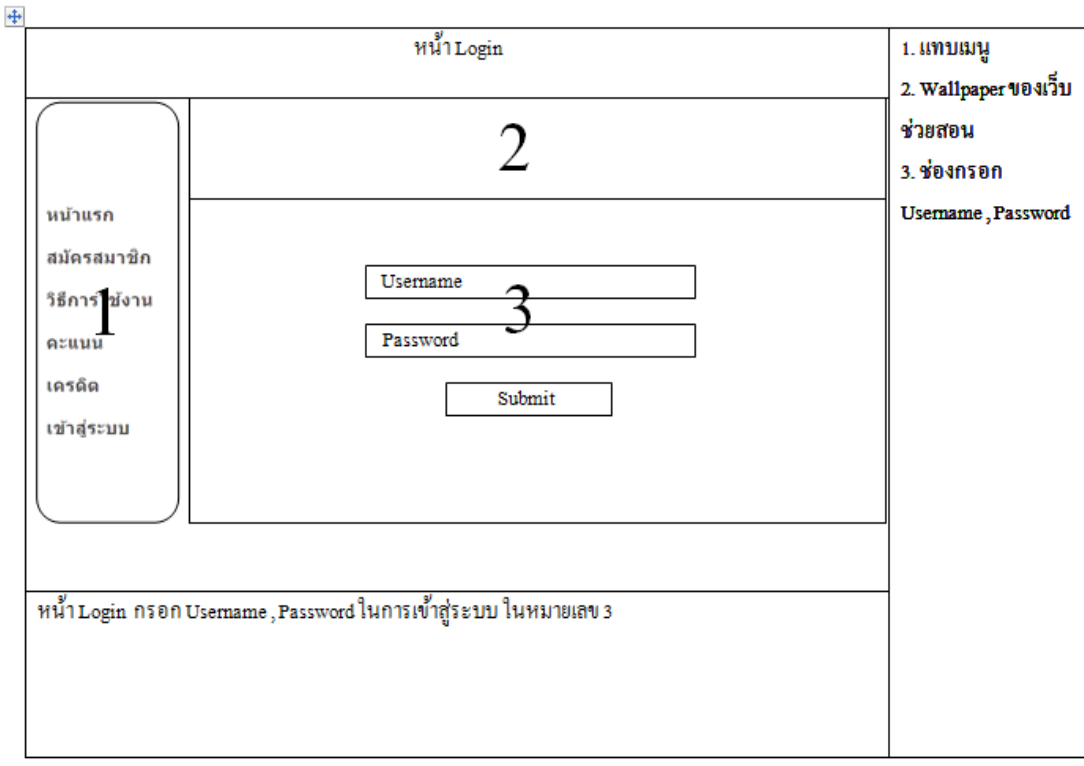 หน้า Login
1. แทบเมนู
2. Wallpaper ของเว็บ
ช่วยสอน
3. ช่องกรอก
Username , Password
2
หน้าแรก
สมัครสมาชิก
วิธีการใช้งาน
1
คะแนน
เครดิต
เข้าสู่ระบบ
Username
3
Password
Submit
หน้า Login กรอก Username , Password ในการเข้าสู่ระบบ ในหมายเลข 3